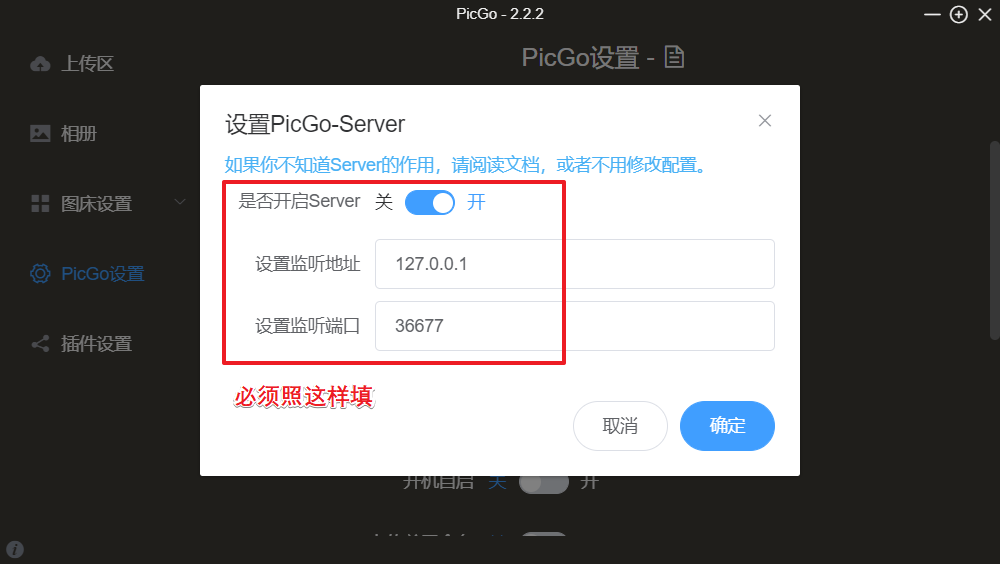 PicGo - 2.2.2
上传区
PicGo设置 -
相册
图床设置
PicGo设置
插件设置
设置PicGo-Server
如果你不知道Server的作用，请阅读文档，或者不用修改配置。
是否开启Server 关 开
设置监听地址 127.0.0.1
设置监听端口 36677
必须照这样填
取消 确定
开机自启 关 开